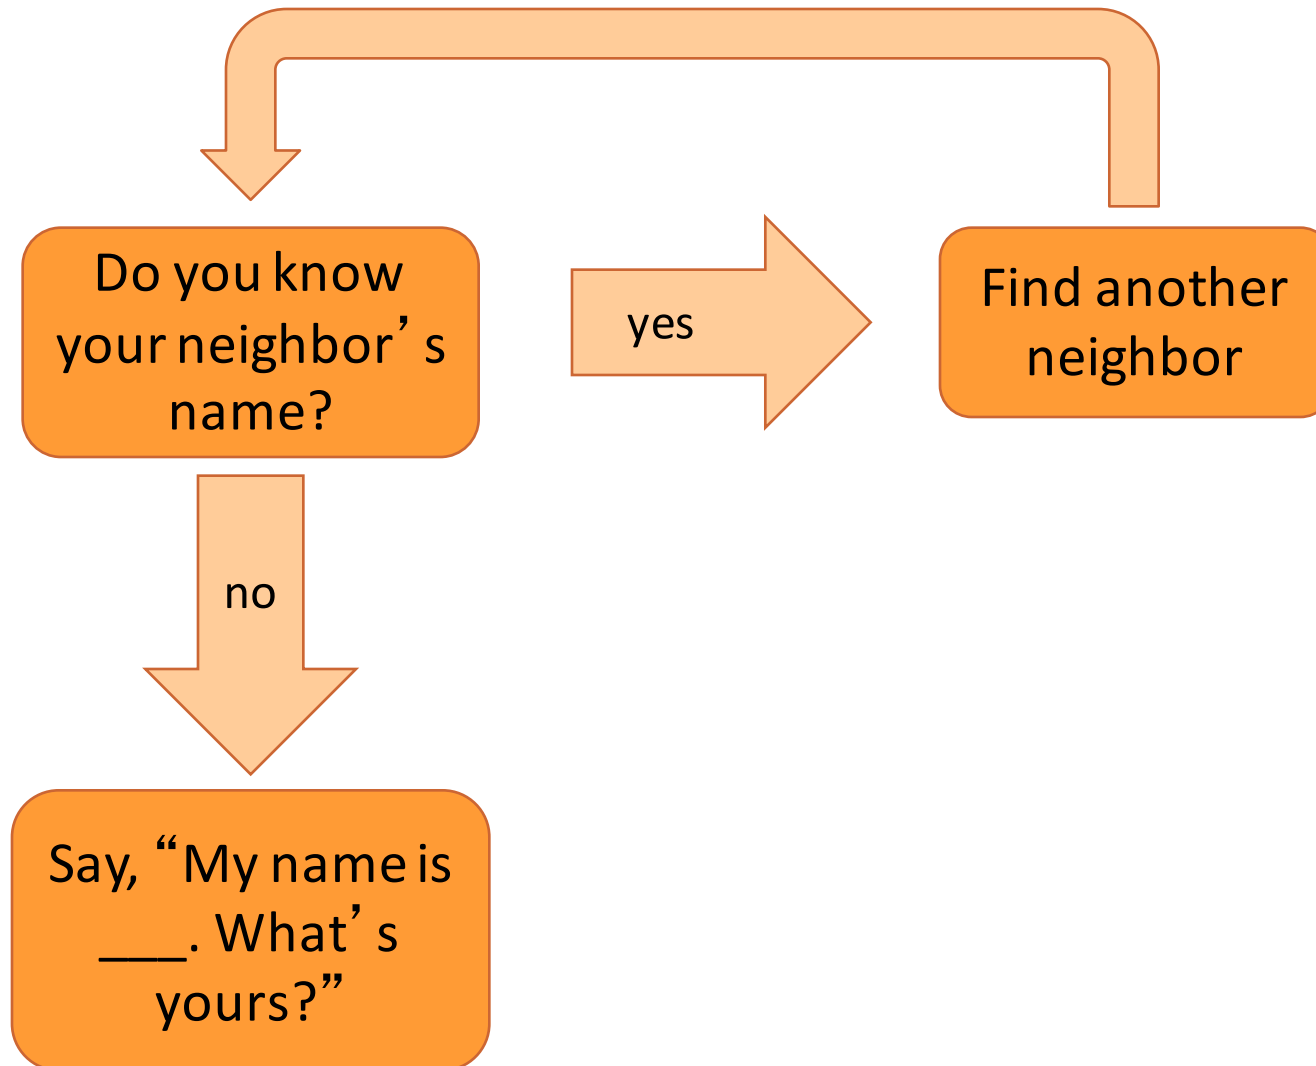 Do you know
your neighbor’s
name?
yes
Find another
neighbor
no
Say, “My name is
___. What’s
yours?”